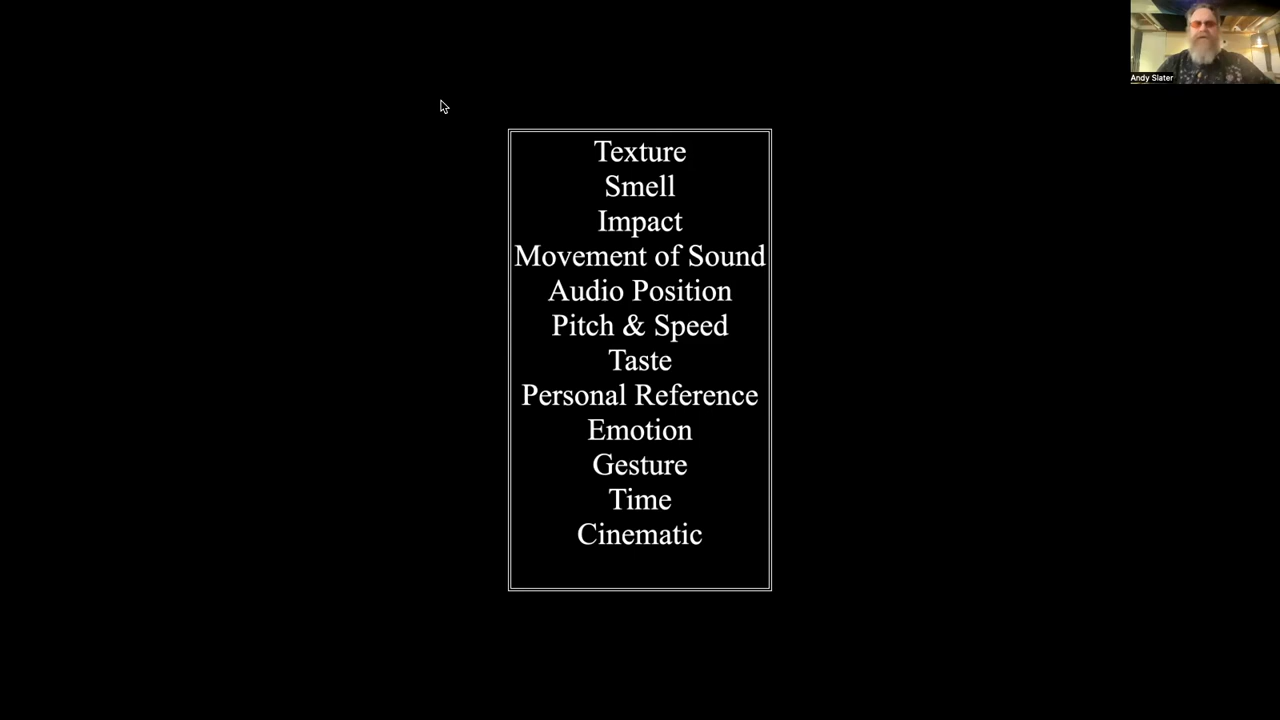 Andy Slater
Texture
Smell
Impact
Movement of Sound
Audio Position
Pitch & Speed
Taste
Personal Reference
Emotion
Gesture
Time
Cinematic